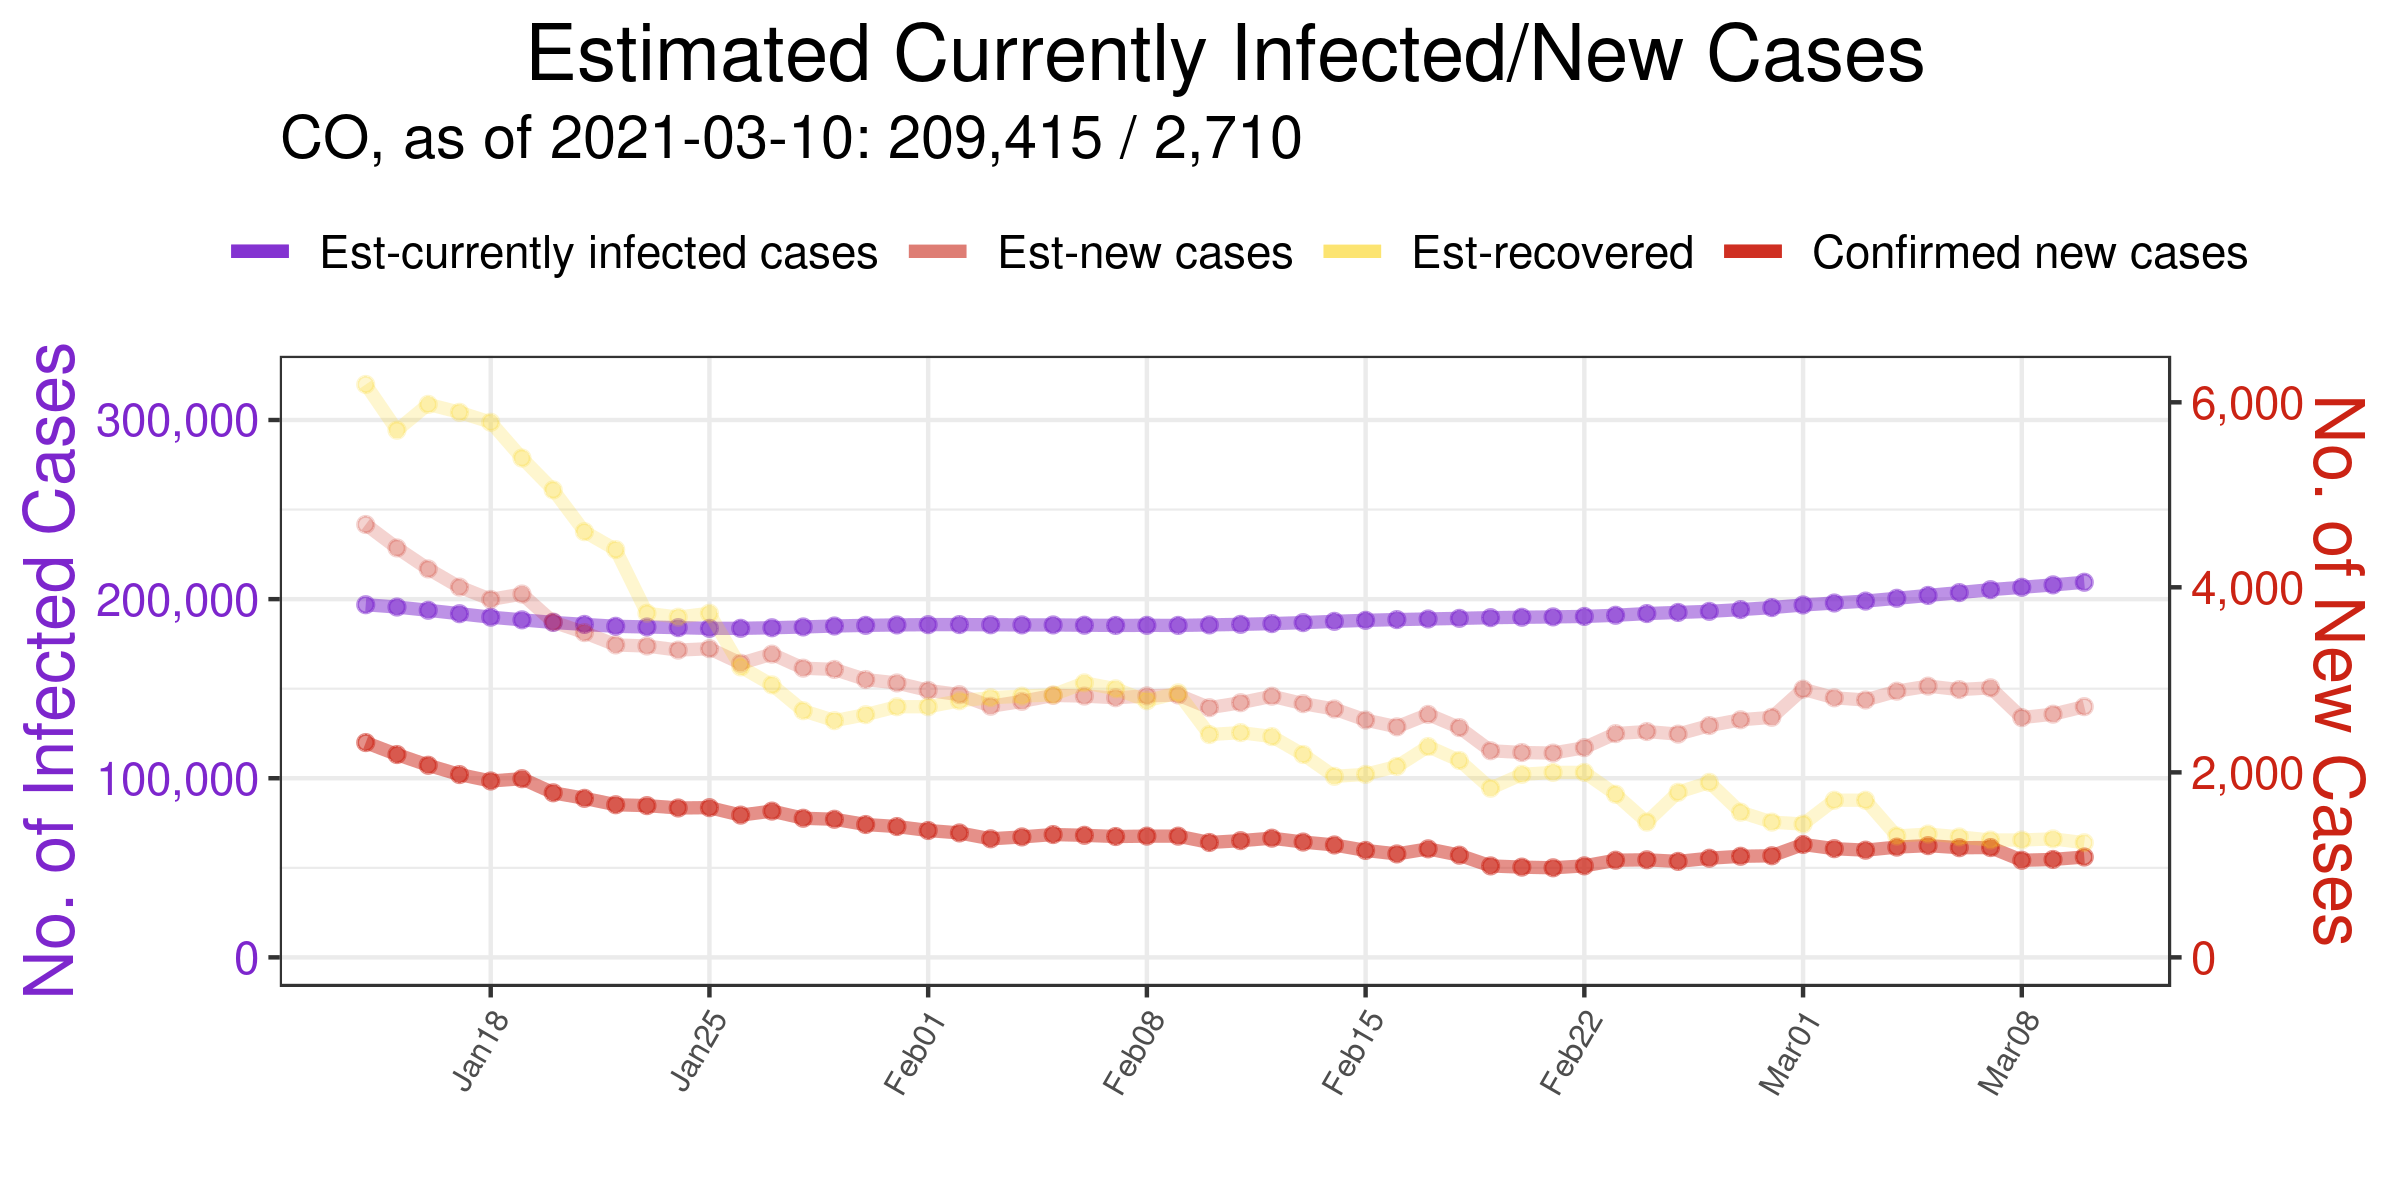 Estimated Currently Infected/New Cases
CO, as of 2021-03-10: 209,415 / 2,710
Est-currently infected cases Est-new cases Est-recovered Confirmed new cases
No. of Infected Cases
300,000
200,000
100,000
0
6,000
4,000
2,000
0
No. of New Cases
Jan18 Jan25 Feb01 Feb08 Feb15 Feb22 Mar01 Mar08